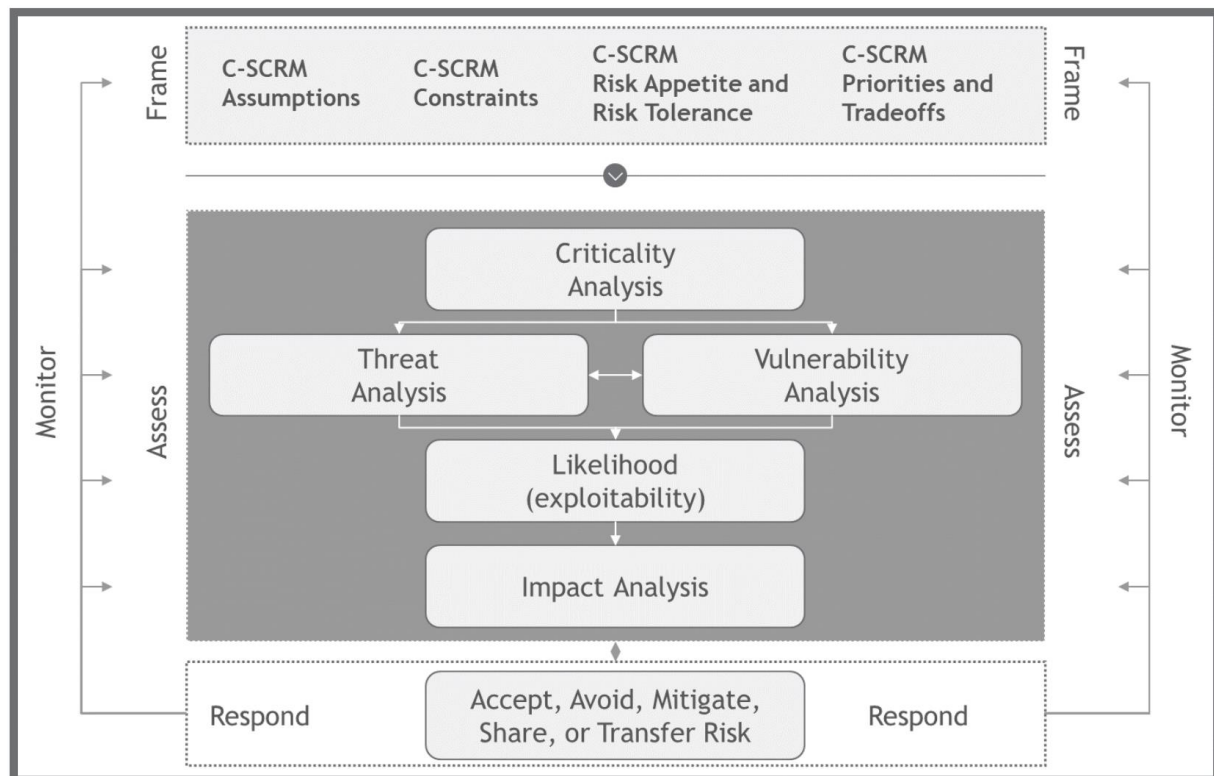 Frame
C-SCRM
Assumptions
C-SCRM
Constraints
C-SCRM
Risk Appetite and
Risk Tolerance
C-SCRM
Priorities and
Tradeoffs
Frame
Monitor
Assess
Criticality
Analysis
Threat
Analysis
Vulnerability
Analysis
Likelihood
(exploitability)
Impact Analysis
Assess
Monitor
Respond
Accept, Avoid, Mitigate,
Share, or Transfer Risk
Respond